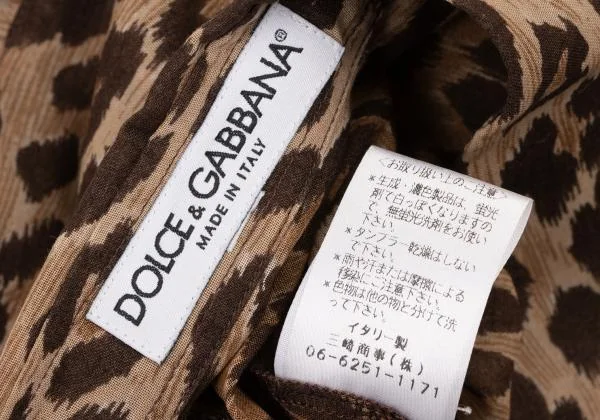 DOLCE & GABBANA®
MADE IN ITALY
<お取り扱い上のご注意>
*生成・濃色製品は、蛍光
剤で白っぽくなりますの
で、無蛍光洗剤をお使い
下さい。
*タンブラー乾燥はしない
で下さい。
*雨や汗または摩擦による
移染にご注意下さい。
*色物は他の物と分けて洗
って下さい。
イタリー製
三崎商事(株)
06-6251-1171